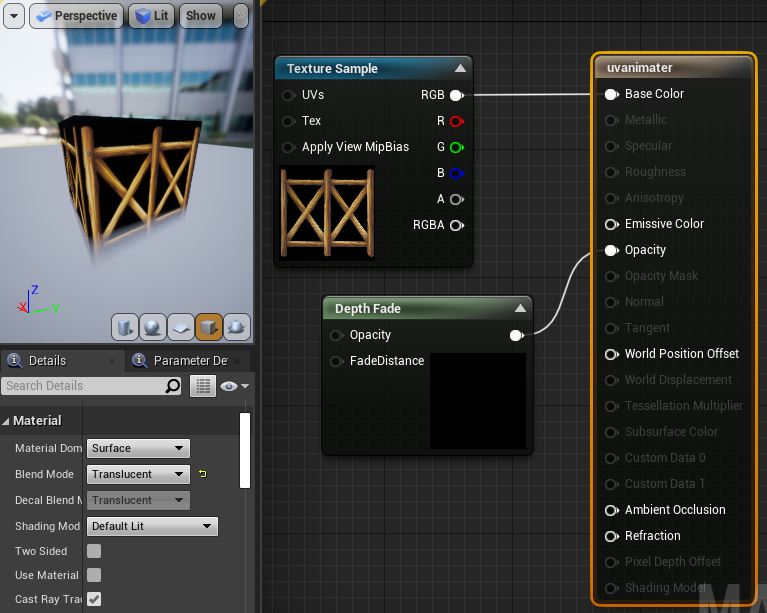 Perspective
Lit
Show
Z
X
Y
Details
Parameter De
Search Details
Material
Material Dom
Surface
Blend Mode
Translucent
Decal Blend M
Translucent
Shading Mod
Default Lit
Two Sided
Use Material
Cast Ray Trac
Texture Sample
UVs
RGB
Tex
R
Apply View MipBias
G
B
A
RGBA
Depth Fade
Opacity
FadeDistance
uvanimater
Base Color
Metallic
Specular
Roughness
Anisotropy
Emissive Color
Opacity
Opacity Mask
Normal
Tangent
World Position Offset
World Displacement
Tessellation Multiplier
Subsurface Color
Custom Data 0
Custom Data 1
Ambient Occlusion
Refraction
Pixel Depth Offset
Shading Model
MA